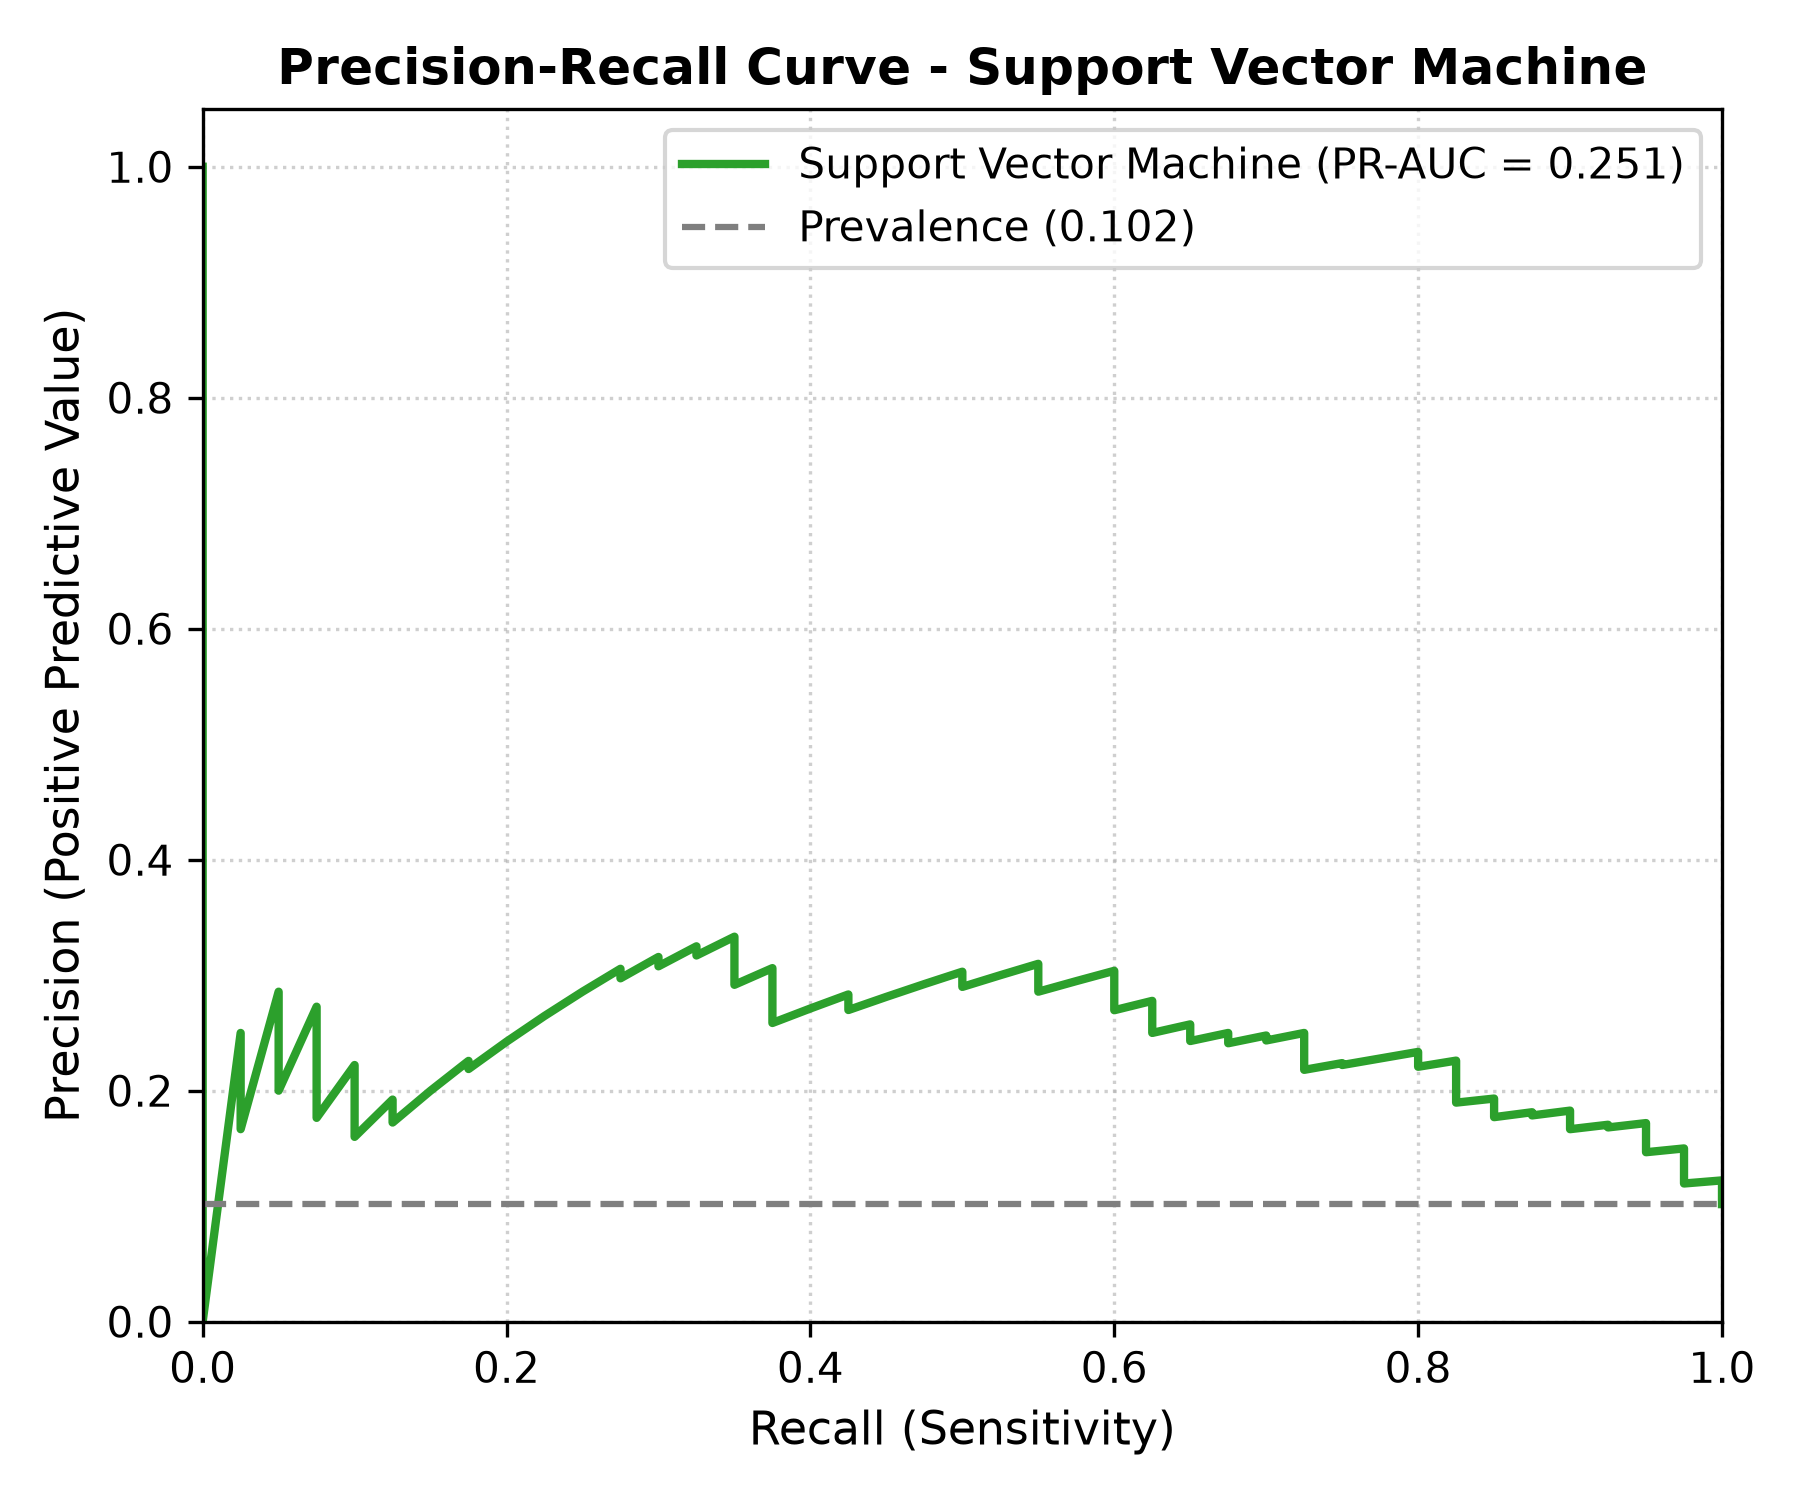 Precision-Recall Curve - Support Vector Machine
Support Vector Machine (PR-AUC = 0.251)
Prevalence (0.102)
Precision (Positive Predictive Value)
1.0
0.8
0.6
0.4
0.2
0.0
0.0 0.2 0.4 0.6 0.8 1.0
Recall (Sensitivity)